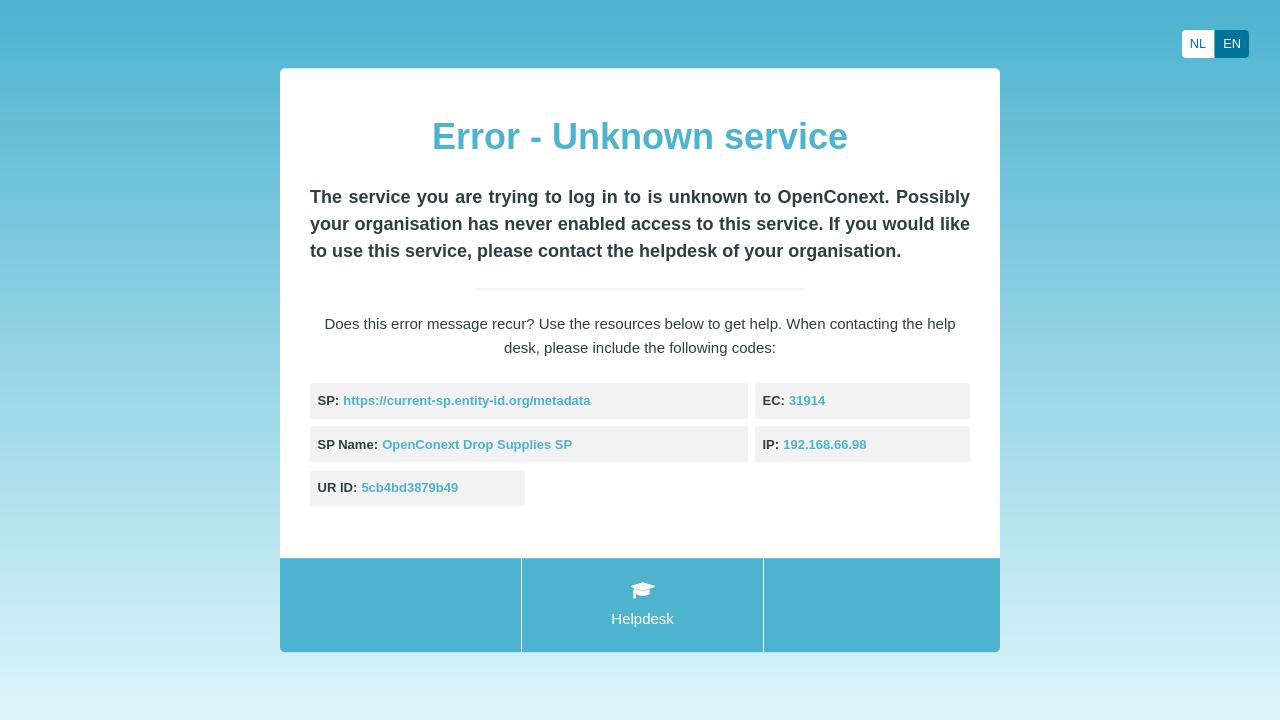 NL EN
Error - Unknown service
The service you are trying to log in to is unknown to OpenConext. Possibly
your organisation has never enabled access to this service. If you would like
to use this service, please contact the helpdesk of your organisation.
Does this error message recur? Use the resources below to get help. When contacting the help
desk, please include the following codes:
SP: https://current-sp.entity-id.org/metadata EC: 31914
SP Name: OpenConext Drop Supplies SP IP: 192.168.66.98
UR ID: 5cb4bd3879b49
Helpdesk